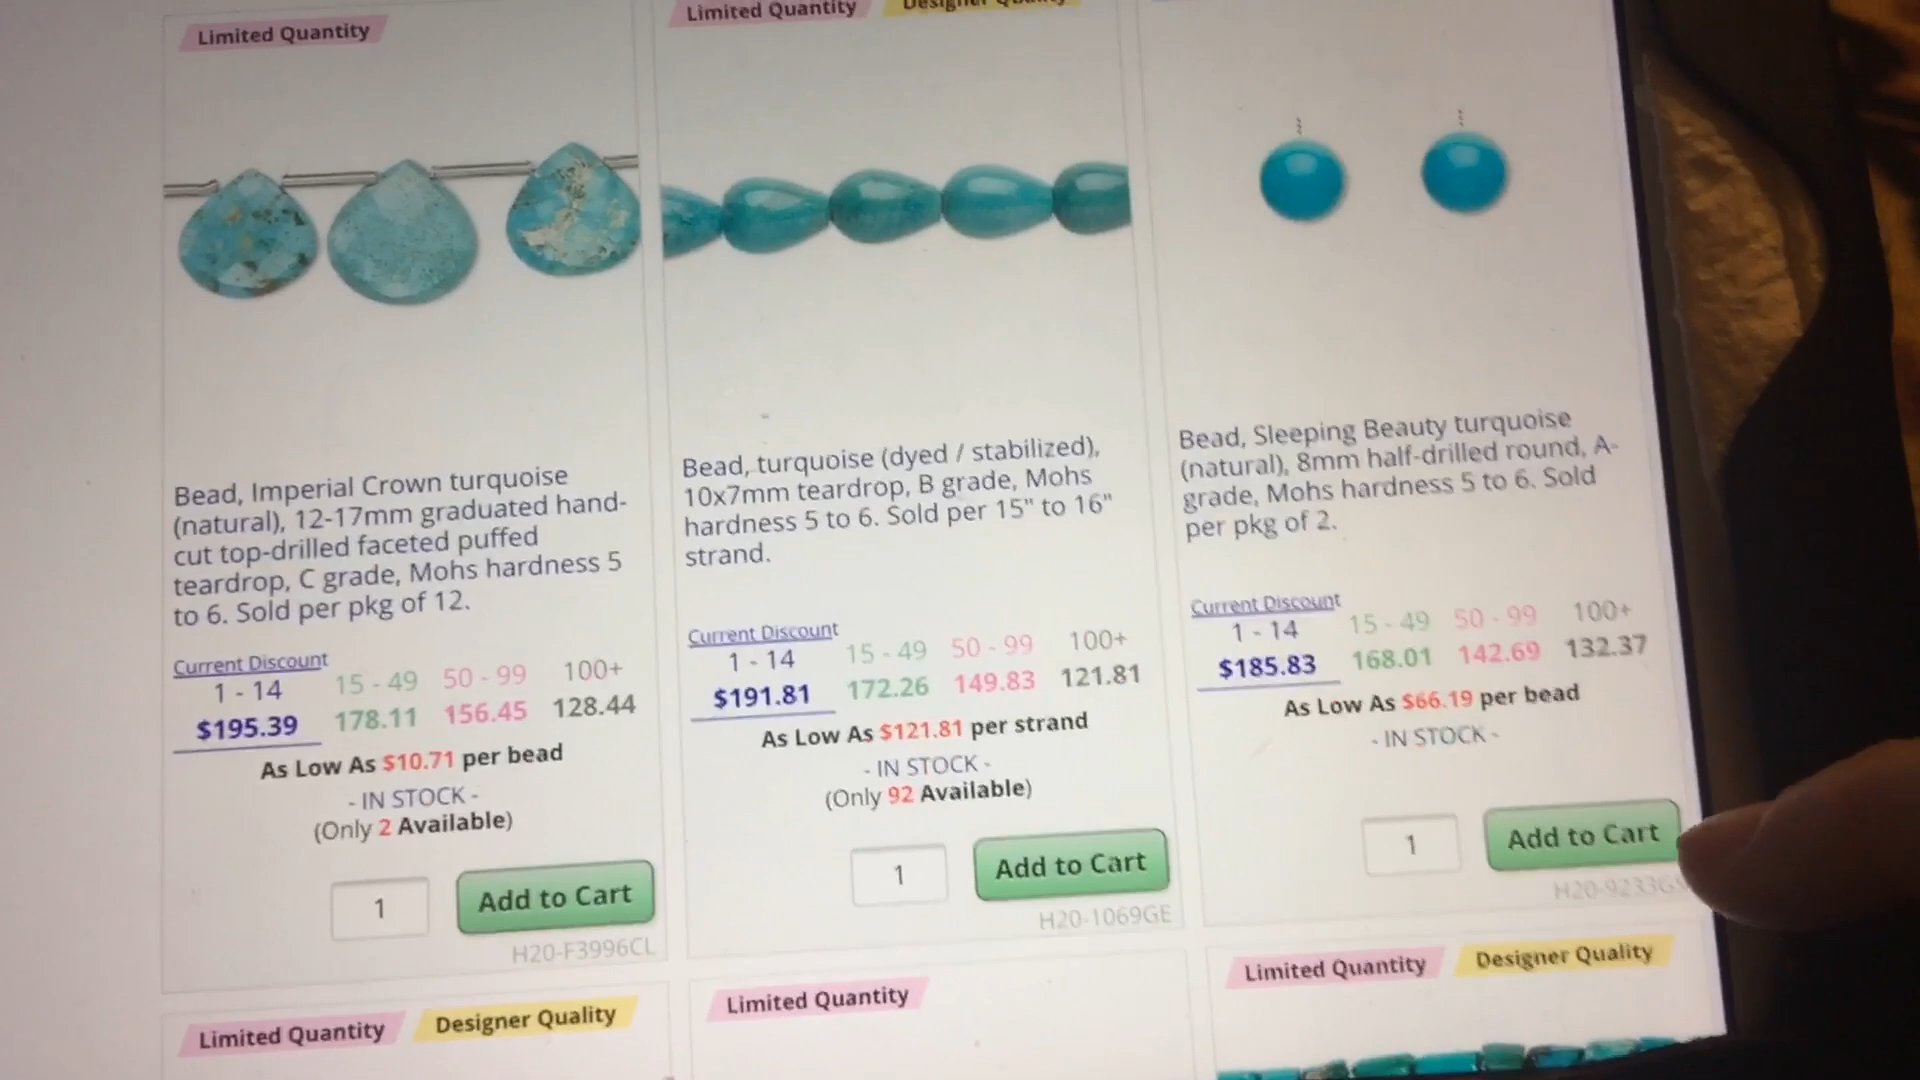 Limited Quantity
Bead, Imperial Crown turquoise
(natural), 12-17mm graduated hand-
cut top-drilled faceted puffed
teardrop, C grade, Mohs hardness 5
to 6. Sold per pkg of 12.
Current Discount
1 - 14 15 - 49 50 - 99 100+
$195.39 178.11 156.45 128.44
As Low As $10.71 per bead
- IN STOCK -
(Only 2 Available)
1 Add to Cart
H20-F3996CL
Limited Quantity Designer Quality
Bead, turquoise (dyed / stabilized),
10x7mm teardrop, B grade, Mohs
hardness 5 to 6. Sold per 15" to 16"
strand.
Current Discount
1 - 14 15 - 49 50 - 99 100+
$191.81 172.26 149.83 121.81
As Low As $121.81 per strand
- IN STOCK -
(Only 92 Available)
1 Add to Cart
H20-1069GE
Bead, Sleeping Beauty turquoise
(natural), 8mm half-drilled round, A-
grade, Mohs hardness 5 to 6. Sold
per pkg of 2.
Current Discount
1 - 14 15 - 49 50 - 99 100+
$185.83 168.01 142.69 132.37
As Low As $66.19 per bead
- IN STOCK -
1 Add to Cart
Limited Quantity Designer Quality
Limited Quantity
Limited Quantity Designer Quality